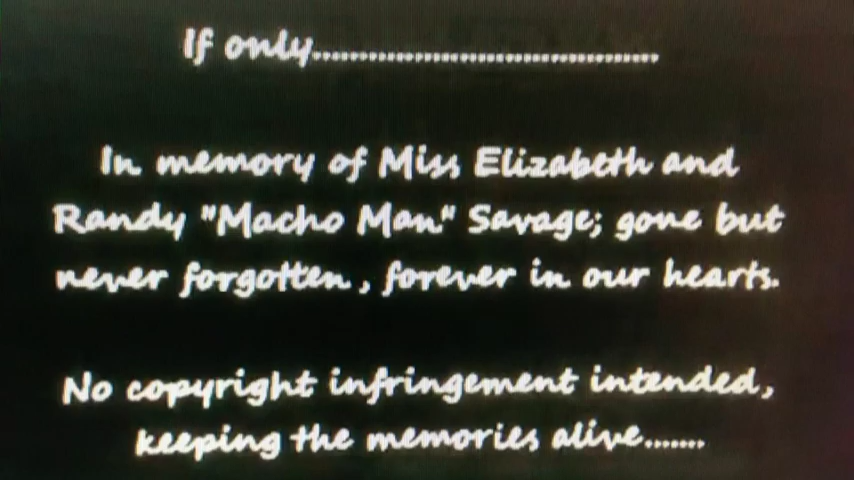 If only.......................................
In memory of Miss Elizabeth and
Randy "Macho Man" Savage; gone but
never forgotten, forever in our hearts.
No copyright infringement intended,
keeping the memories alive.......